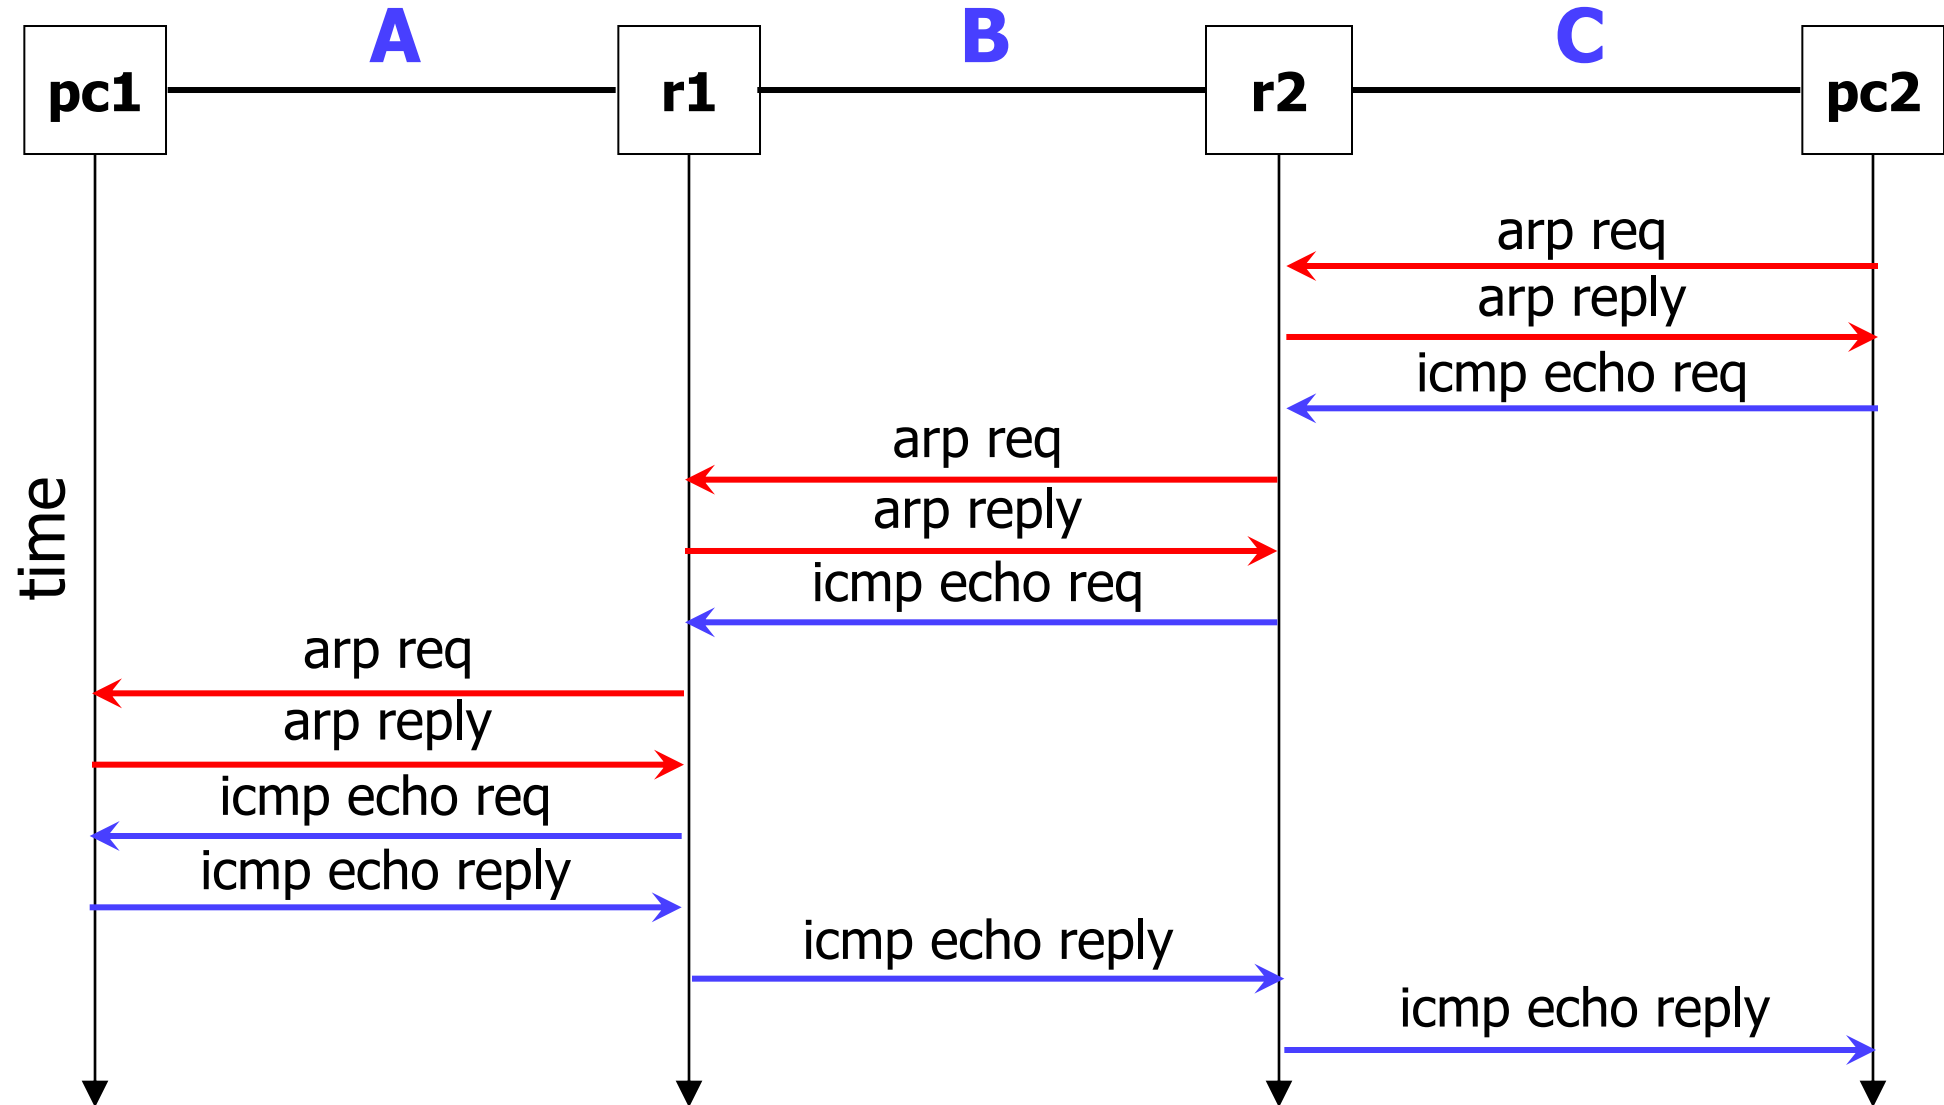 A
B
C
pc1
r1
r2
pc2
arp req
arp reply
icmp echo req
arp req
arp reply
icmp echo req
time
arp req
arp reply
icmp echo req
icmp echo reply
icmp echo reply
icmp echo reply